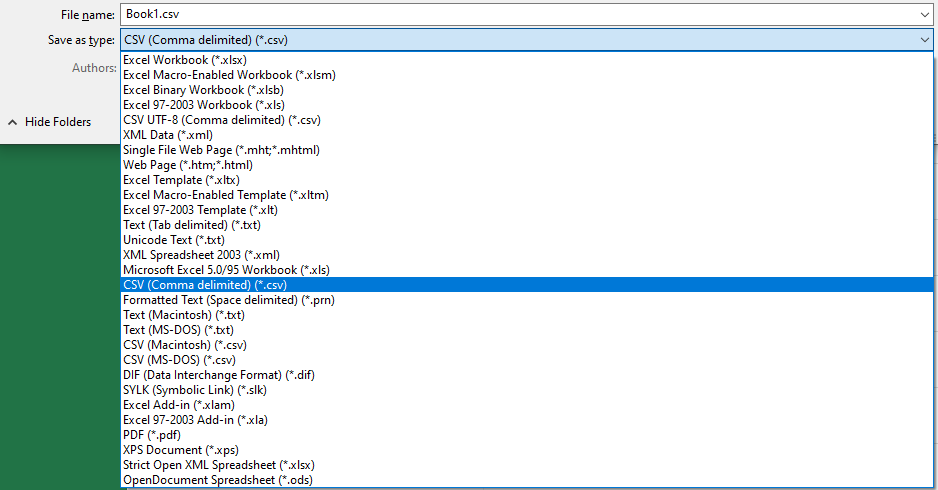 File name: Book1.csv
Save as type: CSV (Comma delimited) (*.csv)
Authors:
Hide Folders
Excel Workbook (*.xlsx)
Excel Macro-Enabled Workbook (*.xlsm)
Excel Binary Workbook (*.xlsb)
Excel 97-2003 Workbook (*.xls)
CSV UTF-8 (Comma delimited) (*.csv)
XML Data (*.xml)
Single File Web Page (*.mht;*.mhtml)
Web Page (*.htm;*.html)
Excel Template (*.xltx)
Excel Macro-Enabled Template (*.xltm)
Excel 97-2003 Template (*.xlt)
Text (Tab delimited) (*.txt)
Unicode Text (*.txt)
XML Spreadsheet 2003 (*.xml)
Microsoft Excel 5.0/95 Workbook (*.xls)
CSV (Comma delimited) (*.csv)
Formatted Text (Space delimited) (*.prn)
Text (Macintosh) (*.txt)
Text (MS-DOS) (*.txt)
CSV (Macintosh) (*.csv)
CSV (MS-DOS) (*.csv)
DIF (Data Interchange Format) (*.dif)
SYLK (Symbolic Link) (*.slk)
Excel Add-in (*.xlam)
Excel 97-2003 Add-in (*.xla)
PDF (*.pdf)
XPS Document (*.xps)
Strict Open XML Spreadsheet (*.xlsx)
OpenDocument Spreadsheet (*.ods)